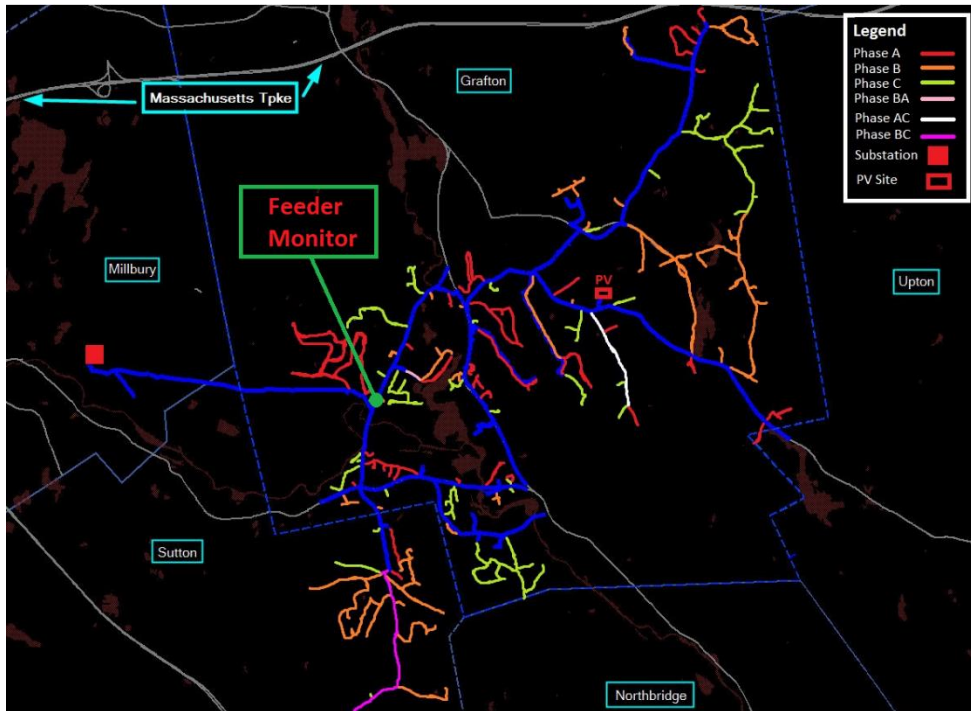 Legend
Phase A
Phase B
Phase C
Phase BA
Phase AC
Phase BC
Substation
PV Site
Grafton
Massachusetts Tpke
Feeder
Monitor
Millbury
PV
Upton
Sutton
Northbridge